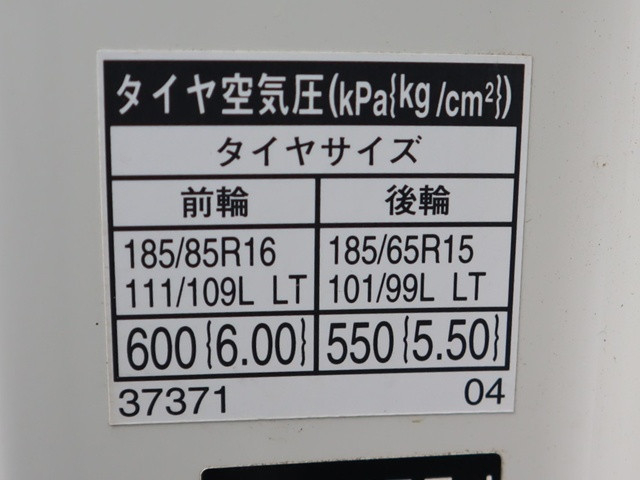 タイヤ空気圧(kPa{kg/cm²})
タイヤサイズ
前輪 後輪
185/85R16 185/65R15
111/109L LT 101/99L LT
600{6.00} 550{5.50}
37371 04